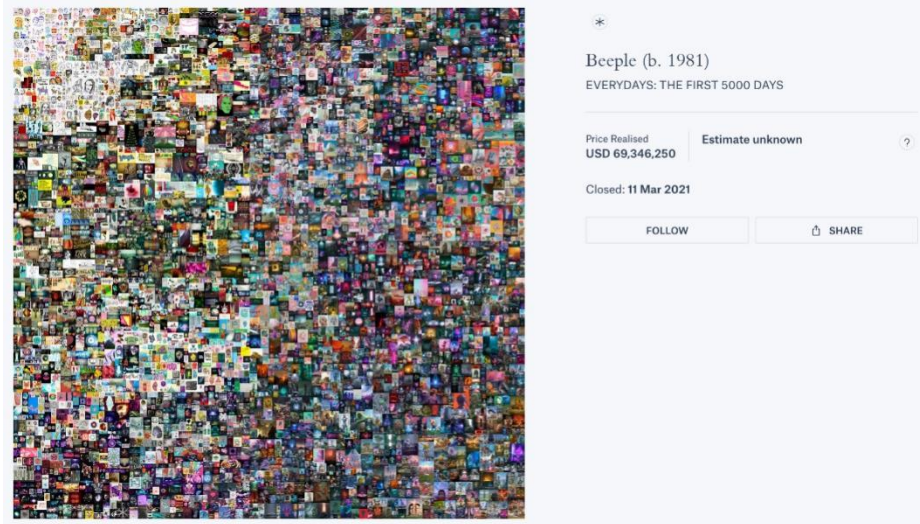 Beeple (b. 1981)
EVERYDAYS: THE FIRST 5000 DAYS
Price Realised
USD 69,346,250
Estimate unknown
?
Closed: 11 Mar 2021
FOLLOW
SHARE